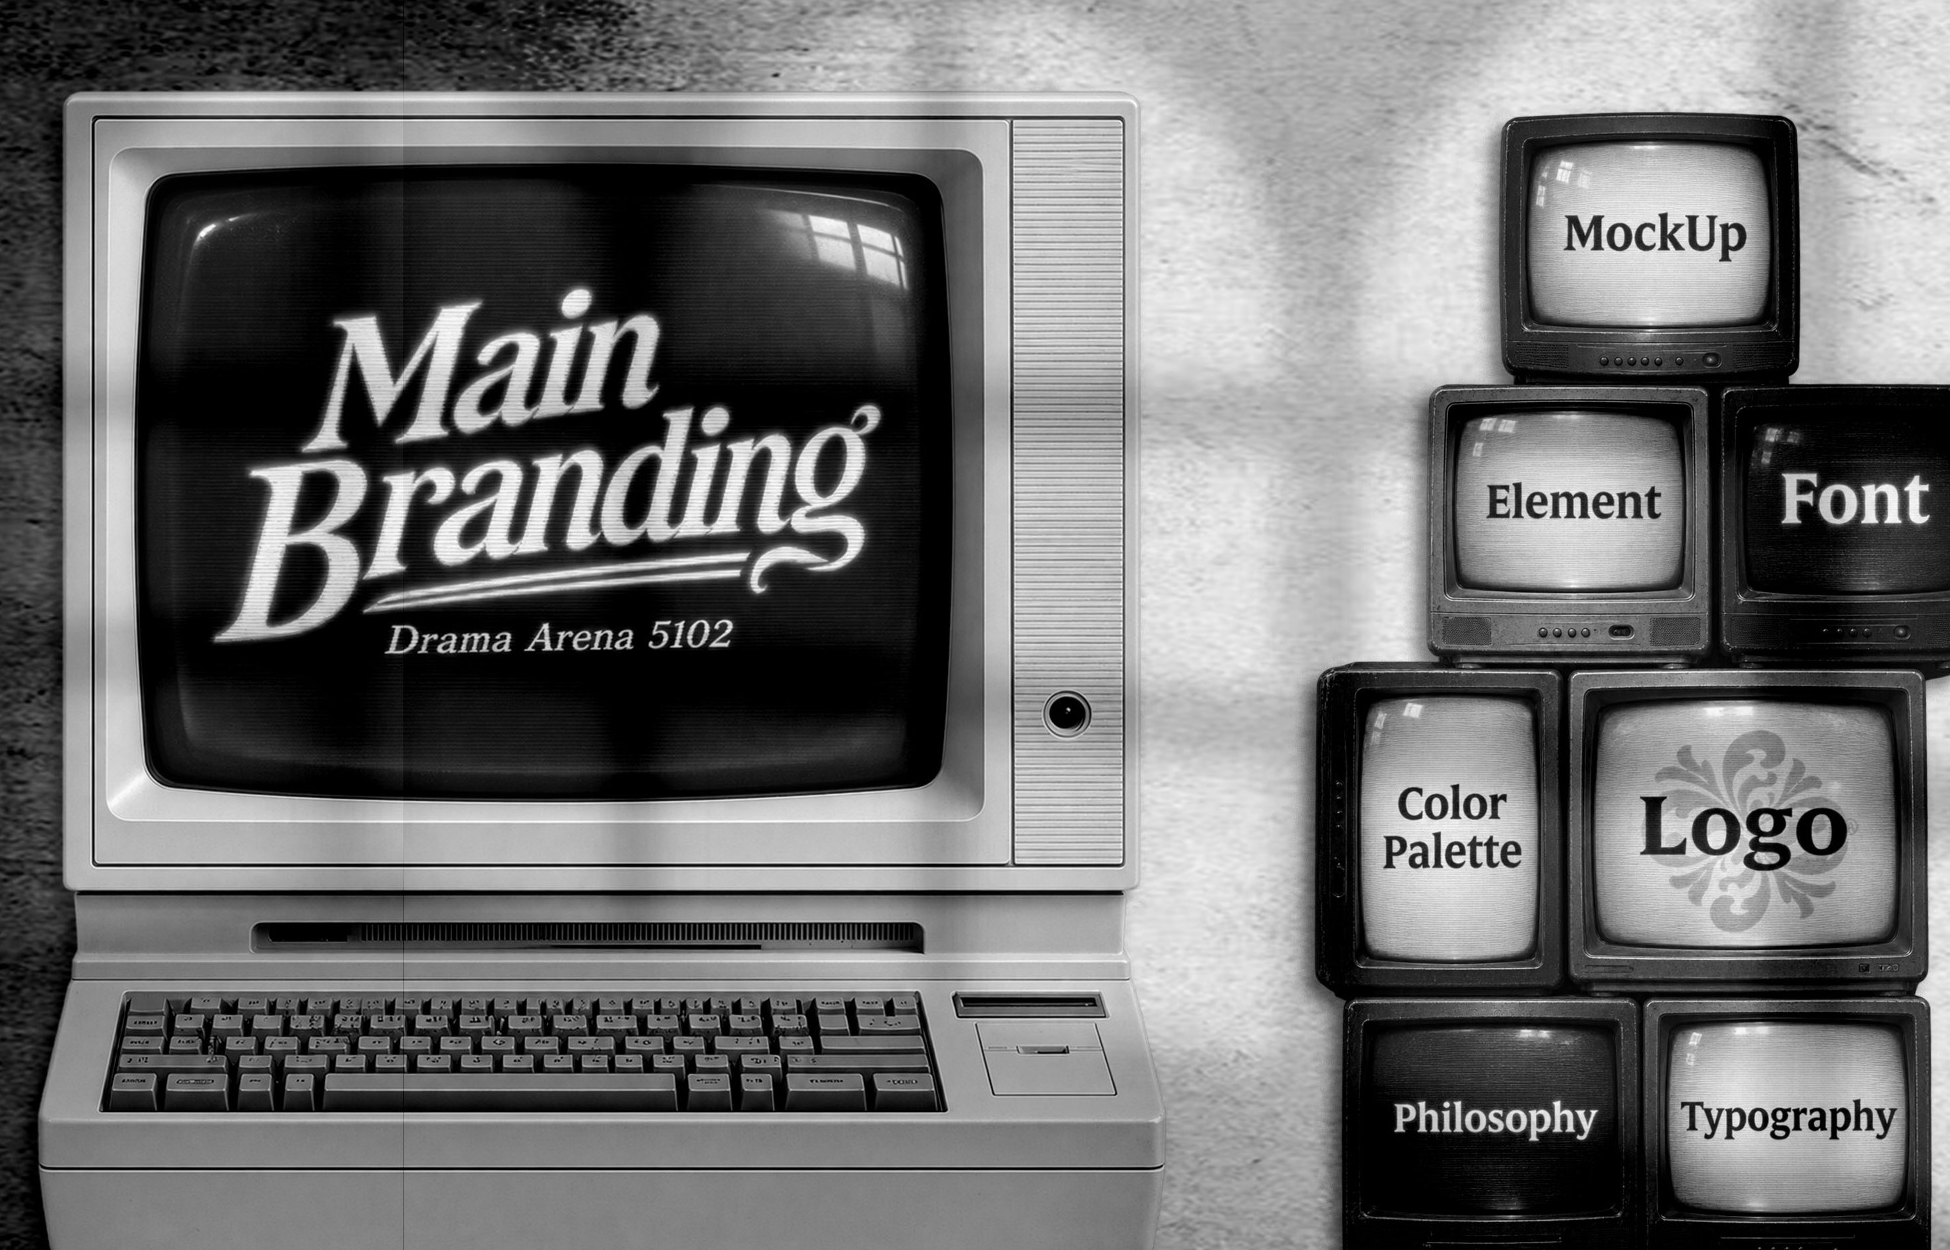 Main
Branding
Drama Arena 5102
MockUp
Element
Font
Color
Palette
Logo
Philosophy
Typography